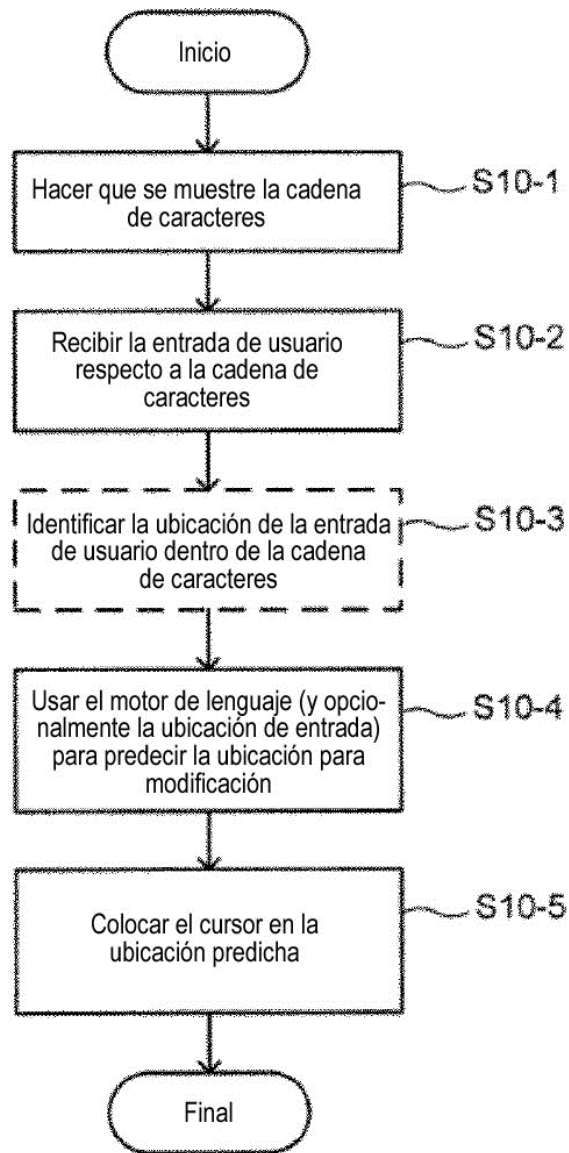 Inicio
Hacer que se muestre la cadena
de caracteres
S10-1
Recibir la entrada de usuario
respecto a la cadena de
caracteres
S10-2
Identificar la ubicación de la entrada
de usuario dentro de la cadena
de caracteres
S10-3
Usar el motor de lenguaje (y opcio-
nalmente la ubicación de entrada)
para predecir la ubicación para
modificación
S10-4
Colocar el cursor en la
ubicación predicha
S10-5
Final